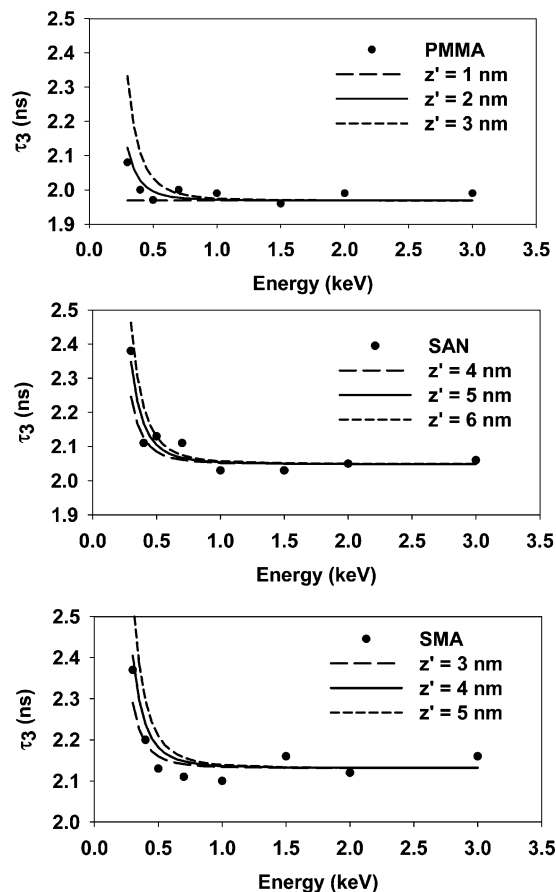 2.5
2.4
2.3
2.2
2.1
2.0
1.9
τ3 (ns)
PMMA
z' = 1 nm
z' = 2 nm
z' = 3 nm
0.0 0.5 1.0 1.5 2.0 2.5 3.0 3.5
Energy (keV)
2.5
2.4
2.3
2.2
2.1
2.0
1.9
τ3 (ns)
SAN
z' = 4 nm
z' = 5 nm
z' = 6 nm
0.0 0.5 1.0 1.5 2.0 2.5 3.0 3.5
Energy (keV)
2.5
2.4
2.3
2.2
2.1
2.0
τ3 (ns)
SMA
z' = 3 nm
z' = 4 nm
z' = 5 nm
0.0 0.5 1.0 1.5 2.0 2.5 3.0 3.5
Energy (keV)